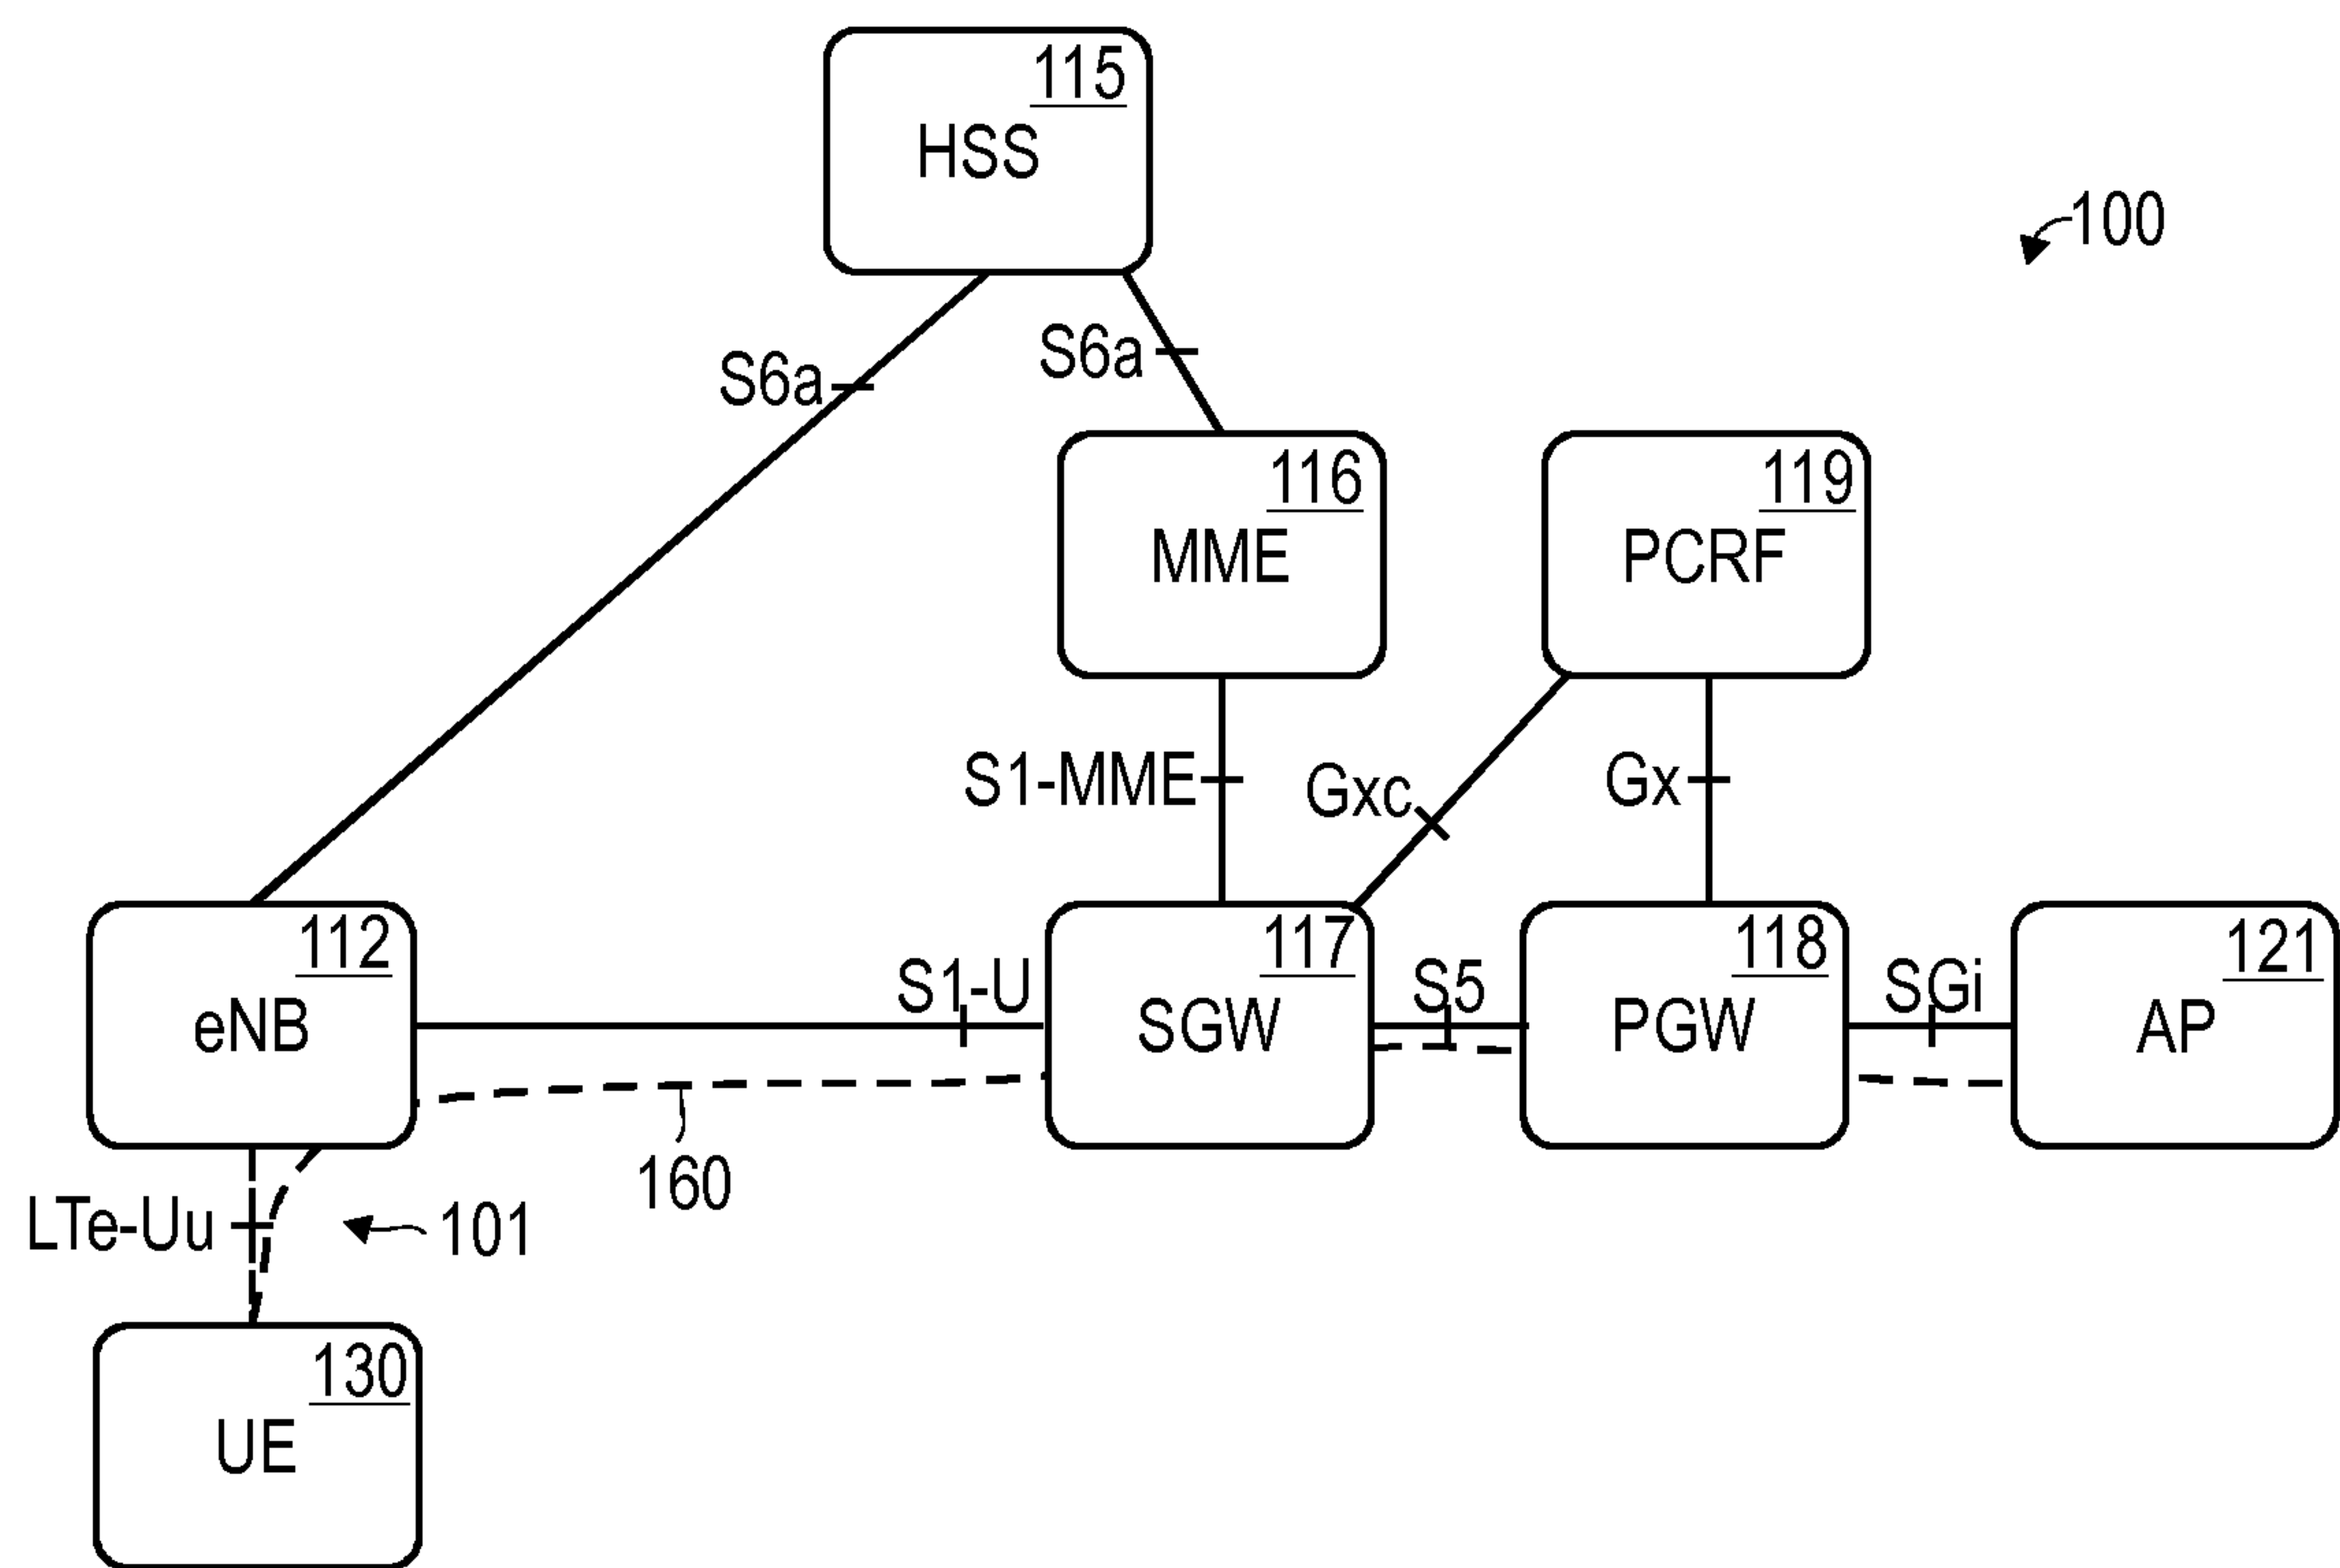 115
HSS
100
S6a
S6a
116
MME
119
PCRF
S1-MME
Gxc
Gx
112
eNB
S1-U
117
SGW
S5
118
PGW
SGi
121
AP
160
LTe-Uu
101
130
UE